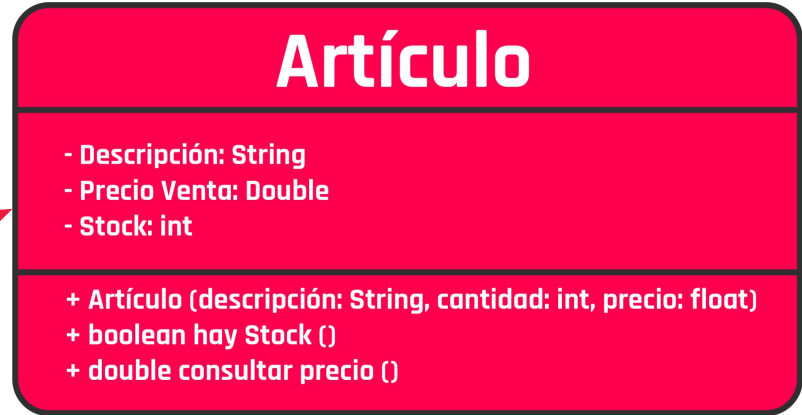 Artículo
- Descripción: String
- Precio Venta: Double
- Stock: int
+ Artículo (descripción: String, cantidad: int, precio: float)
+ boolean hay Stock ()
+ double consultar precio ()